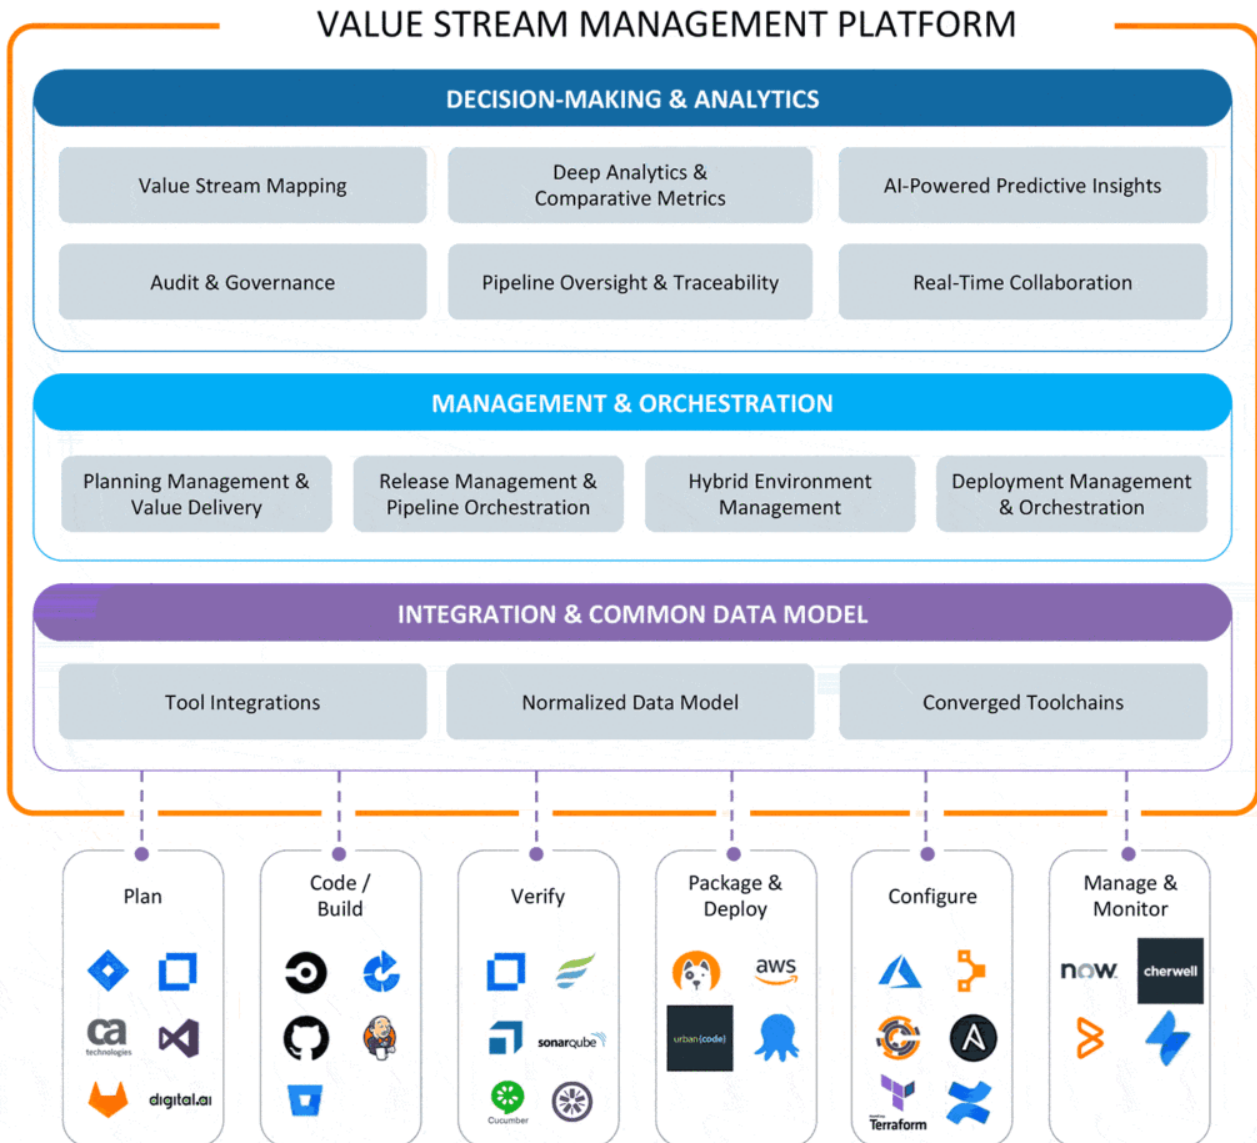 VALUE STREAM MANAGEMENT PLATFORM
DECISION-MAKING & ANALYTICS
Value Stream Mapping
Deep Analytics &
Comparative Metrics
AI-Powered Predictive Insights
Audit & Governance
Pipeline Oversight & Traceability
Real-Time Collaboration
MANAGEMENT & ORCHESTRATION
Planning Management &
Value Delivery
Release Management &
Pipeline Orchestration
Hybrid Environment
Management
Deployment Management
& Orchestration
INTEGRATION & COMMON DATA MODEL
Tool Integrations
Normalized Data Model
Converged Toolchains
Plan
ca
technologies
digital.ai
Code /
Build
Verify
sonarqube
Cucumber
Package &
Deploy
aws
urban{code}
Configure
A
Terraform
Manage &
Monitor
now
cherwell